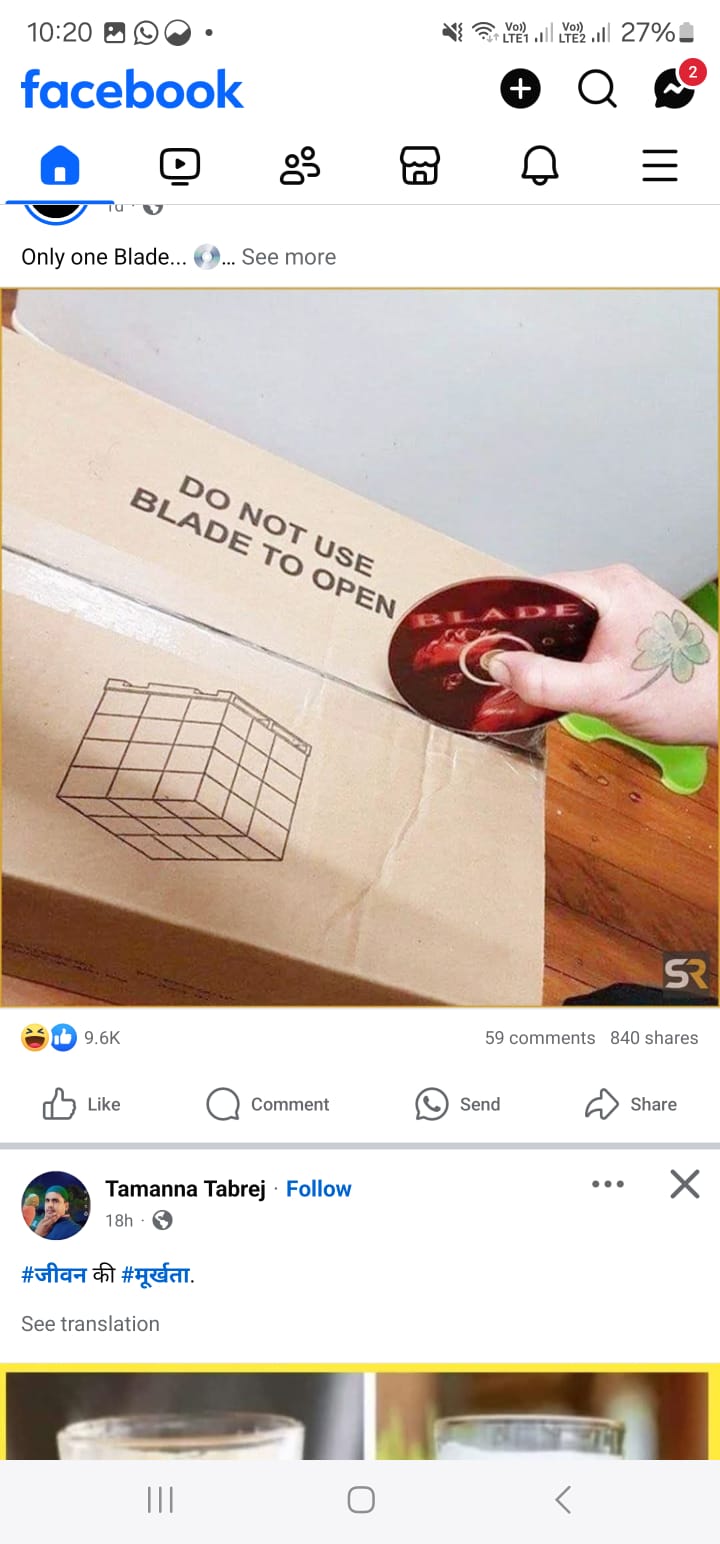 10:20
Vo)) LTE1 Vo)) LTE2 27%
facebook
2
1d
Only one Blade... ... See more
DO NOT USE
BLADE TO OPEN
BLADE
SR
9.6K 59 comments 840 shares
Like Comment Send Share
Tamanna Tabrej · Follow
18h ·
#जीवन की #मूर्खता.
See translation